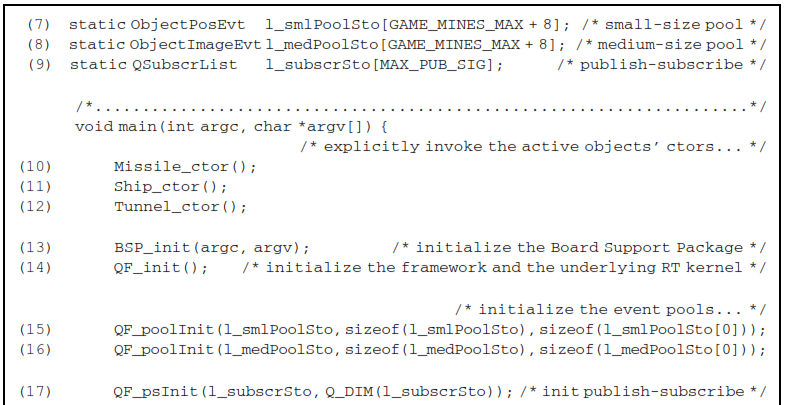 (7) static ObjectPosEvt l_smlPoolSto[GAME_MINES_MAX + 8]; /* small-size pool */
(8) static ObjectImageEvt l_medPoolSto[GAME_MINES_MAX + 8]; /* medium-size pool */
(9) static QSubscrList l_subscrSto[MAX_PUB_SIG]; /* publish-subscribe */
/*.....................................................................*/
void main(int argc, char *argv[]) {
/* explicitly invoke the active objects' ctors... */
(10) Missile_ctor();
(11) Ship_ctor();
(12) Tunnel_ctor();
(13) BSP_init(argc, argv); /* initialize the Board Support Package */
(14) QF_init(); /* initialize the framework and the underlying RT kernel */
/* initialize the event pools... */
(15) QF_poolInit(l_smlPoolSto, sizeof(l_smlPoolSto), sizeof(l_smlPoolSto[0]));
(16) QF_poolInit(l_medPoolSto, sizeof(l_medPoolSto), sizeof(l_medPoolSto[0]));
(17) QF_psInit(l_subscrSto, Q_DIM(l_subscrSto)); /* init publish-subscribe */